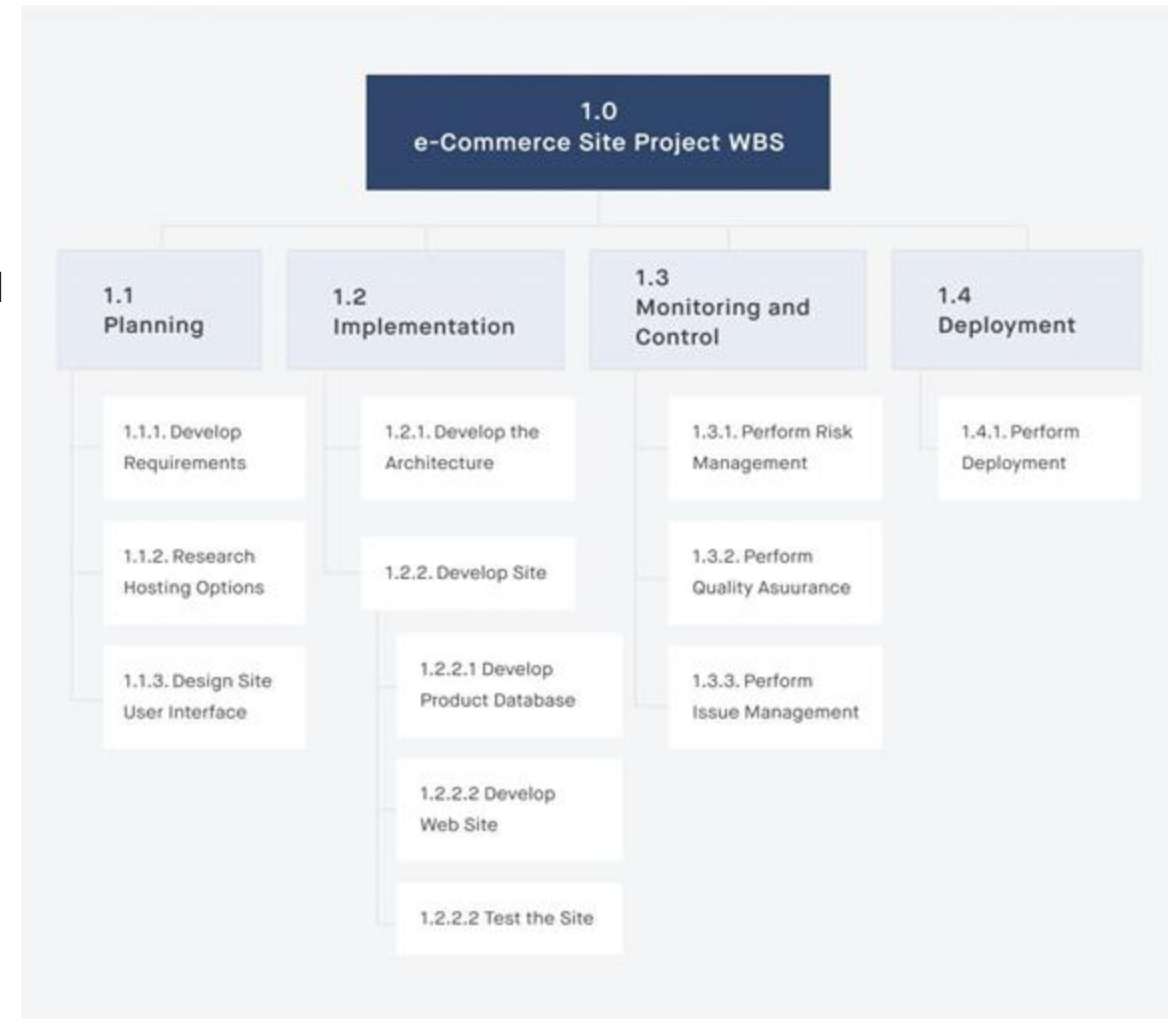 1.0
e-Commerce Site Project WBS
1.1
Planning
1.1.1. Develop
Requirements
1.1.2. Research
Hosting Options
1.1.3. Design Site
User Interface
1.2
Implementation
1.2.1. Develop the
Architecture
1.2.2. Develop Site
1.2.2.1 Develop
Product Database
1.2.2.2 Develop
Web Site
1.2.2.2 Test the Site
1.3
Monitoring and
Control
1.3.1. Perform Risk
Management
1.3.2. Perform
Quality Asuurance
1.3.3. Perform
Issue Management
1.4
Deployment
1.4.1. Perform
Deployment